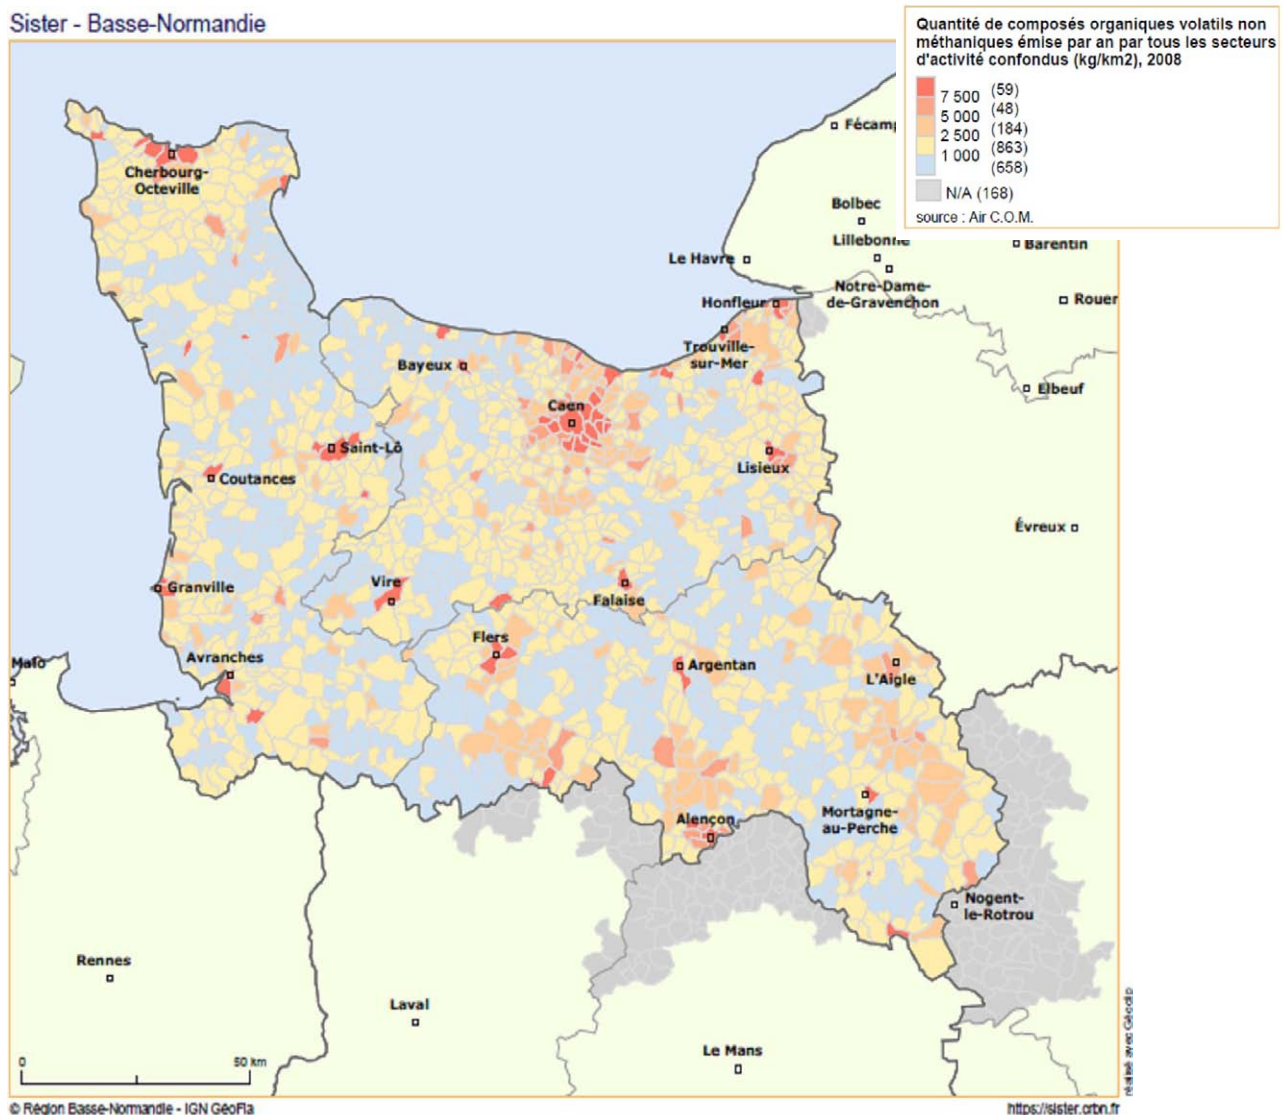 Sister - Basse-Normandie
Quantité de composés organiques volatils non
méthaniques émise par an par tous les secteurs
d'activité confondus (kg/km2), 2008
7 500
5 000
2 500
1 000
(59)
(48)
(184)
(863)
(658)
N/A (168)
source : Air C.O.M.
Fécamp
Cherbourg-
Octeville
Bolbec
Lillebonne
Barentin
Le Havre
Notre-Dame-
de-Gravenchon
Honfleur
Rouen
Trouville-
sur-Mer
Bayeux
Elbeuf
Caen
Saint-Lô
Lisieux
Coutances
Évreux
Vire
Granville
Falaise
Flers
Avranches
Malo
Argentan
L'Aigle
Mortagne-
au-Perche
Alençon
Nogent-
le-Rotrou
Rennes
Laval
Le Mans
0
50 km
réalisé avec Géoclip
© Région Basse-Normandie - IGN GéoFla
https://sister.crbn.fr